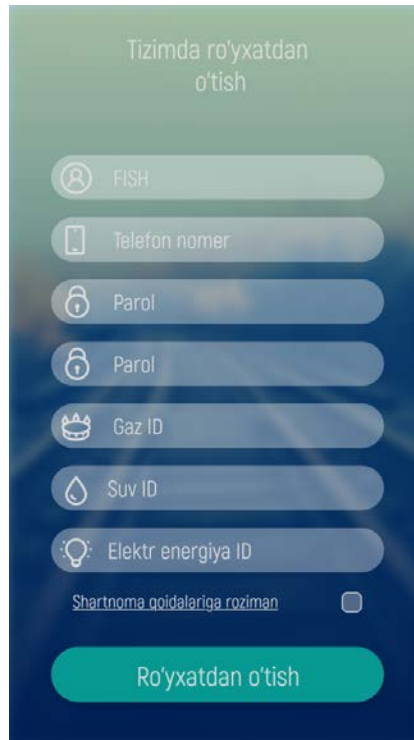 Tizimda ro'yxatdan
o'tish
FISH
Telefon nomer
Parol
Parol
Gaz ID
Suv ID
Elektr energiya ID
Shartnoma qoidalariga roziman
Ro'yxatdan o'tish